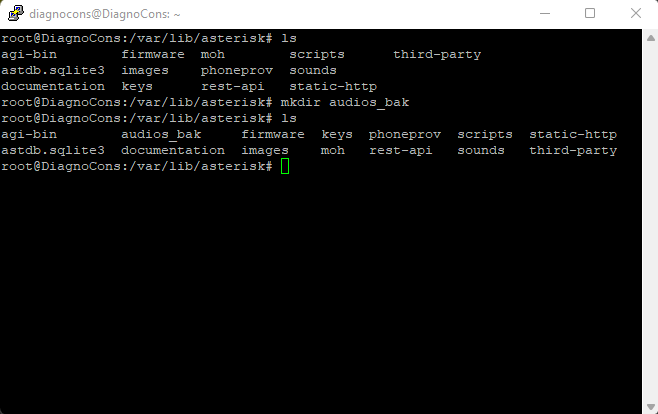 diagnocons@DiagnoCons: ~
root@DiagnoCons:/var/lib/asterisk# ls
agi-bin        firmware  moh        scripts      third-party
astdb.sqlite3  images    phoneprov  sounds
documentation  keys      rest-api   static-http
root@DiagnoCons:/var/lib/asterisk# mkdir audios_bak
root@DiagnoCons:/var/lib/asterisk# ls
agi-bin        audios_bak     firmware  keys  phoneprov  scripts  static-http
astdb.sqlite3  documentation  images    moh   rest-api   sounds   third-party
root@DiagnoCons:/var/lib/asterisk#